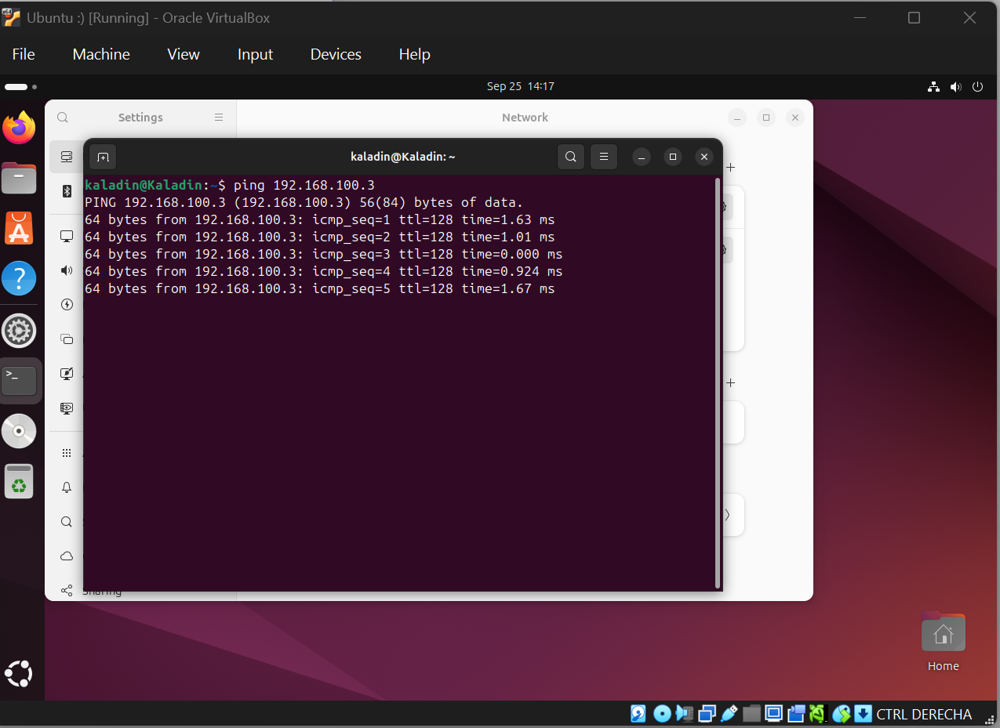 Ubuntu :) [Running] - Oracle VirtualBox
File Machine View Input Devices Help
Sep 25 14:17
Settings
Network
kaladin@Kaladin: ~
kaladin@Kaladin:~$ ping 192.168.100.3
PING 192.168.100.3 (192.168.100.3) 56(84) bytes of data.
64 bytes from 192.168.100.3: icmp_seq=1 ttl=128 time=1.63 ms
64 bytes from 192.168.100.3: icmp_seq=2 ttl=128 time=1.01 ms
64 bytes from 192.168.100.3: icmp_seq=3 ttl=128 time=0.000 ms
64 bytes from 192.168.100.3: icmp_seq=4 ttl=128 time=0.924 ms
64 bytes from 192.168.100.3: icmp_seq=5 ttl=128 time=1.67 ms
Sharing
Home
CTRL DERECHA